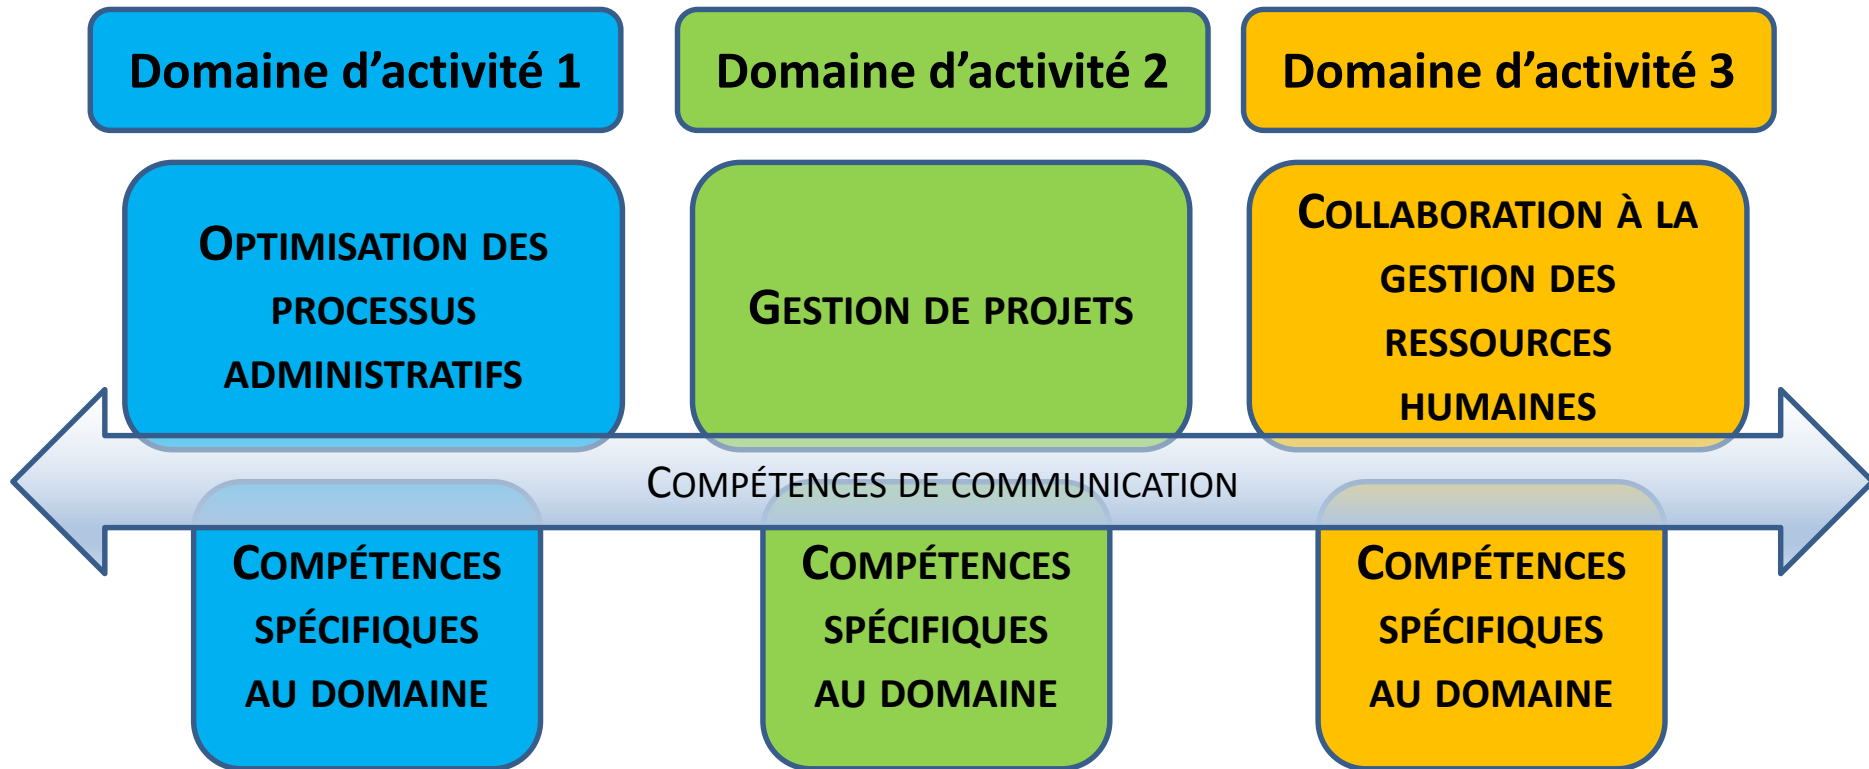 Domaine d’activité 1
Domaine d’activité 2
Domaine d’activité 3
OPTIMISATION DES
PROCESSUS
ADMINISTRATIFS
GESTION DE PROJETS
COLLABORATION À LA
GESTION DES
RESSOURCES
HUMAINES
COMPÉTENCES DE COMMUNICATION
COMPÉTENCES
SPÉCIFIQUES
AU DOMAINE
COMPÉTENCES
SPÉCIFIQUES
AU DOMAINE
COMPÉTENCES
SPÉCIFIQUES
AU DOMAINE